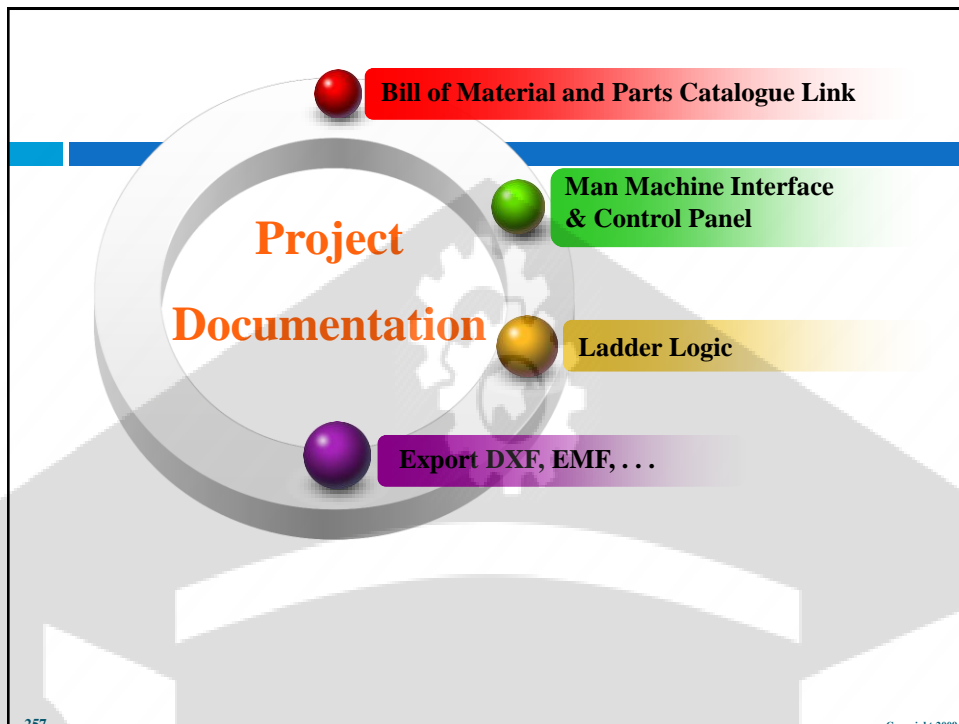 Bill of Material and Parts Catalogue Link
Man Machine Interface
& Control Panel
Project
Documentation
Ladder Logic
Export DXF, EMF, . . .
257